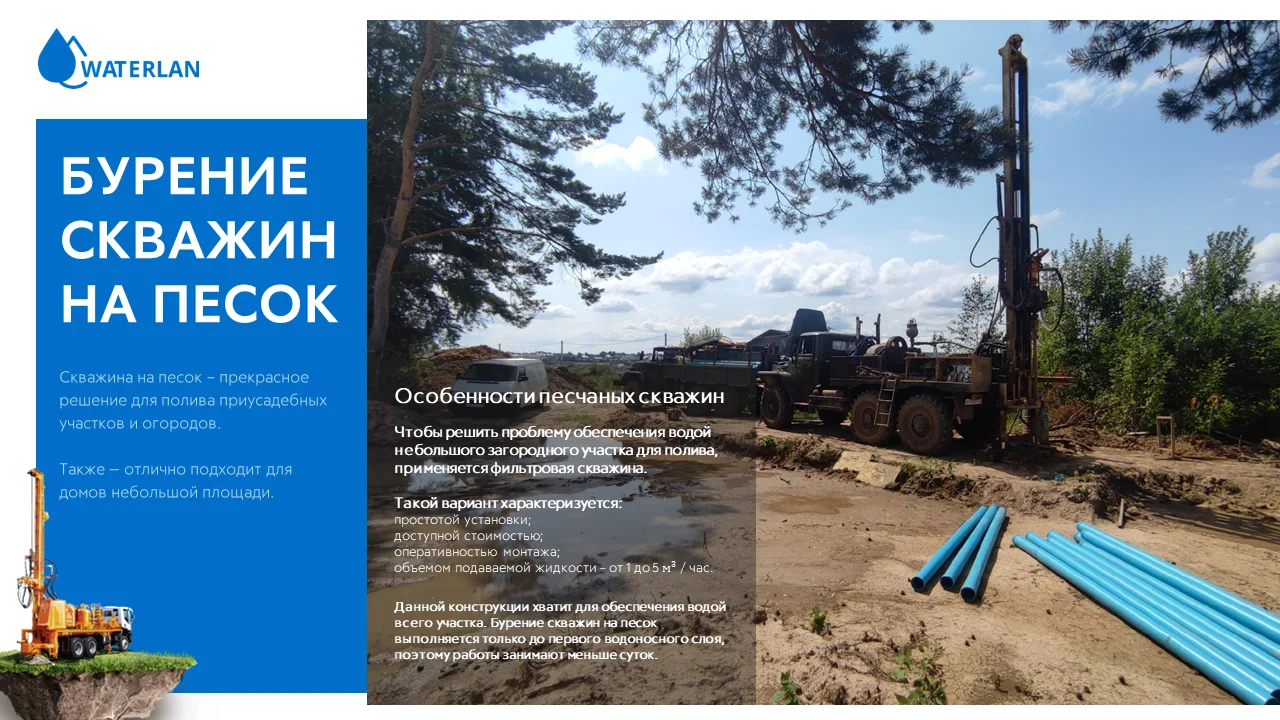 WATERLAN
БУРЕНИЕ
СКВАЖИН
НА ПЕСОК
Скважина на песок – прекрасное
решение для полива приусадебных
участков и огородов.
Также — отлично подходит для
домов небольшой площади.
Особенности песчаных скважин
Чтобы решить проблему обеспечения водой
небольшого загородного участка для полива,
применяется фильтровая скважина.
Такой вариант характеризуется:
простотой установки;
доступной стоимостью;
оперативностью монтажа;
объемом подаваемой жидкости – от 1 до 5 м³ / час.
Данной конструкции хватит для обеспечения водой
всего участка. Бурение скважин на песок
выполняется только до первого водоносного слоя,
поэтому работы занимают меньше суток.